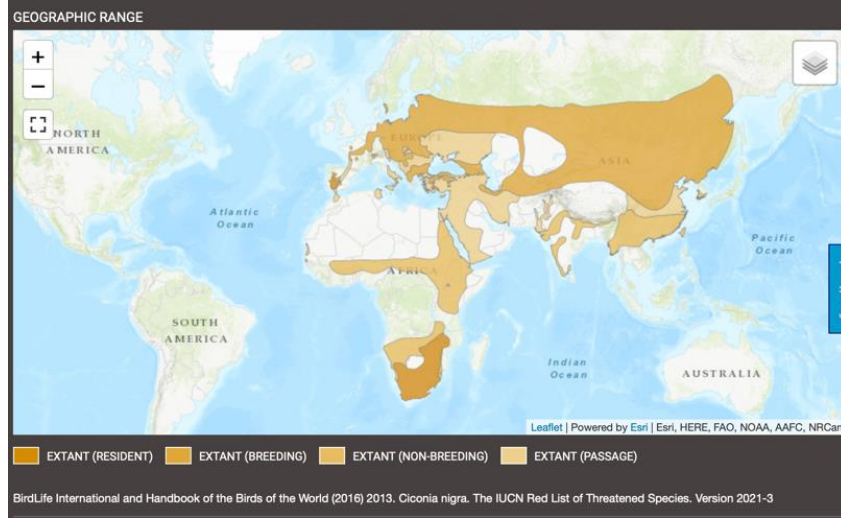 GEOGRAPHIC RANGE
+
−
NORTH
AMERICA
EUROPE
ASIA
Atlantic
Ocean
Pacific
Ocean
AFRICA
SOUTH
AMERICA
Indian
Ocean
AUSTRALIA
Leaflet | Powered by Esri | Esri, HERE, FAO, NOAA, AAFC, NRCan
EXTANT (RESIDENT) EXTANT (BREEDING) EXTANT (NON-BREEDING) EXTANT (PASSAGE)
BirdLife International and Handbook of the Birds of the World (2016) 2013. Ciconia nigra. The IUCN Red List of Threatened Species. Version 2021-3